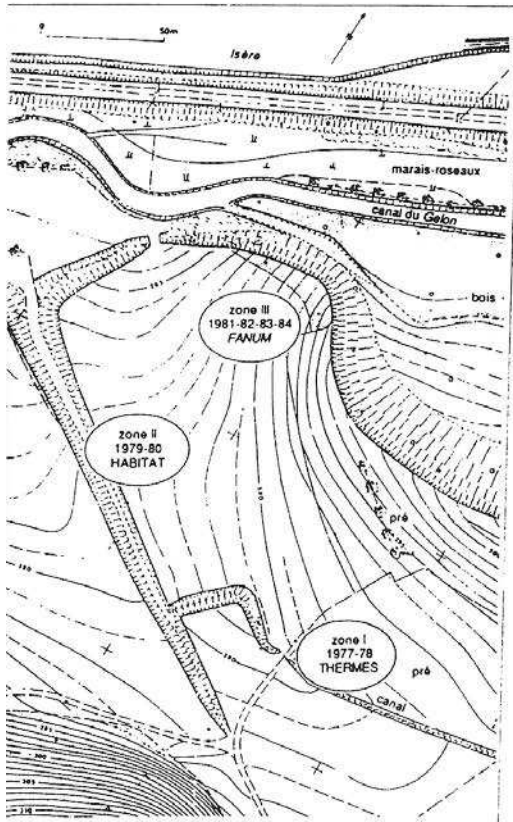 0
50m
N
Isère
marais-roseaux
canal du Gelon
bois
zone III
1981-82-83-84
FANUM
zone II
1979-80
HABITAT
pré
zone I
1977-78
THERMES
pré
canal